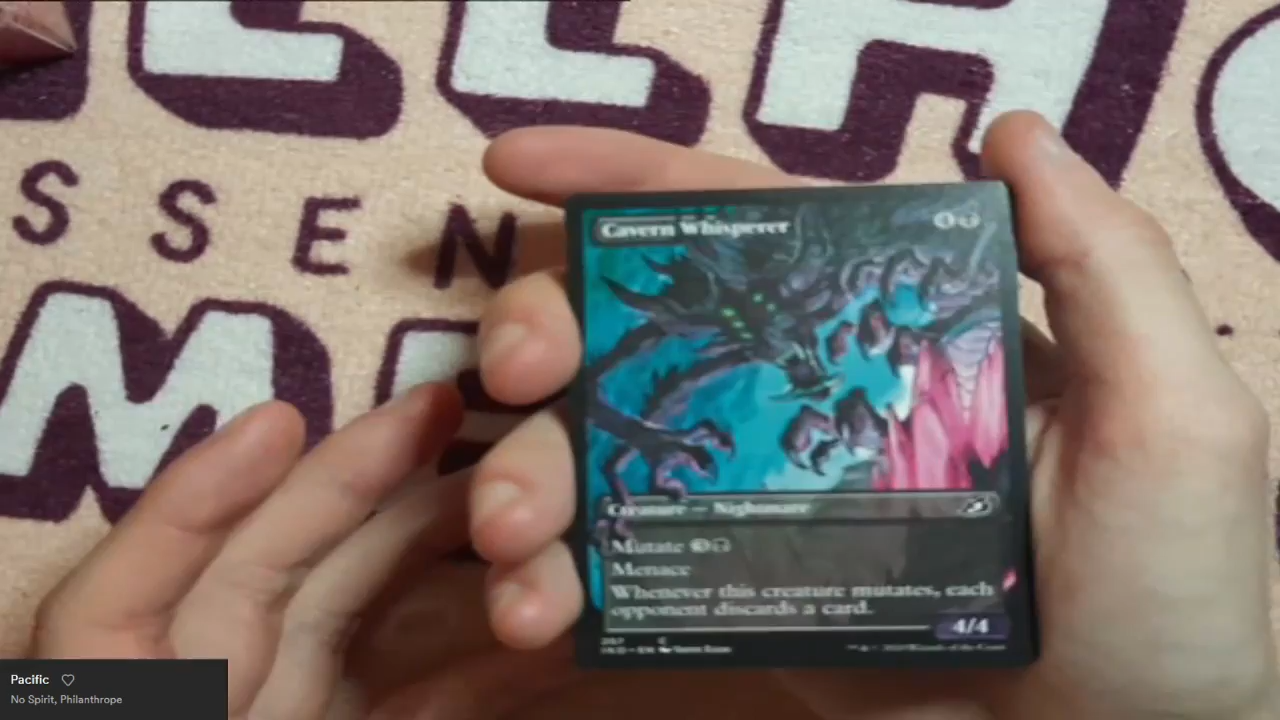 SSEN
Cavern Whisperer
Creature — Nightmare
Mutate
Menace
Whenever this creature mutates, each
opponent discards a card.
4/4
Pacific
No Spirit, Philanthrope